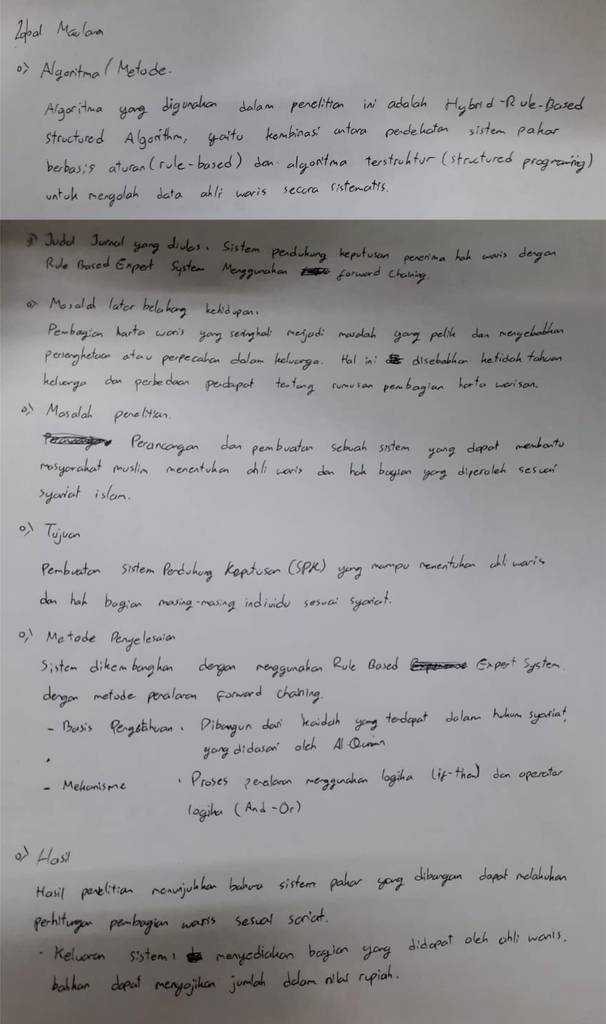 Iqbal Maulana
o) Algoritma / Metode.
Algoritma yang digunakan dalam penelitian ini adalah Hybrid-Rule-Based
Structured Algorithm, yaitu kombinasi antara pendekatan sistem pakar
berbasis aturan (rule-based) dan algoritma terstruktur (structured programing)
untuk mengolah data ahli waris secara sistematis.
o) Judul Jurnal yang diulas. Sistem pendukung keputusan penerima hak waris dengan
Rule Based Expert System Menggunakan forward Chaining.
o) Masalah latar belakang kehidupan.
Pembagian harta waris yang seringkali menjadi masalah yang pelik dan menyebabkan
persengketaan atau perpecahan dalam keluarga. Hal ini disebabkan ketidak tahuan
keluarga dan perbedaan pendapat tentang rumusan pembagian harta warisan.
o) Masalah penelitian
Perancangan dan pembuatan sebuah sistem yang dapat membantu
masyarakat muslim menentukan ahli waris dan hak bagian yang diperoleh sesuai
syariat islam.
o) Tujuan
Pembuatan Sistem Pendukung Keputusan (SPK) yang mampu menentukan ahli waris
dan hak bagian masing-masing individu sesuai syariat.
o) Metode Penyelesaian
Sistem dikembangkan dengan menggunakan Rule Based Expert System
dengan metode penalaran forward chaining.
- Basis Pengetahuan . Dibangun dari kaidah yang terdapat dalam hukum syariat,
yang didasari oleh Al Quran
- Mekanisme . Proses penalaran menggunakan logika (if-then) dan operator
logika (And-Or)
o) Hasil
Hasil penelitian menunjukkan bahwa sistem pakar yang dibangun dapat melakukan
perhitungan pembagian waris sesuai sariat.
- Keluaran sistem : menyediakan bagian yang didapat oleh ahli waris,
bahkan dapat menyajikan jumlah dalam nilai rupiah.